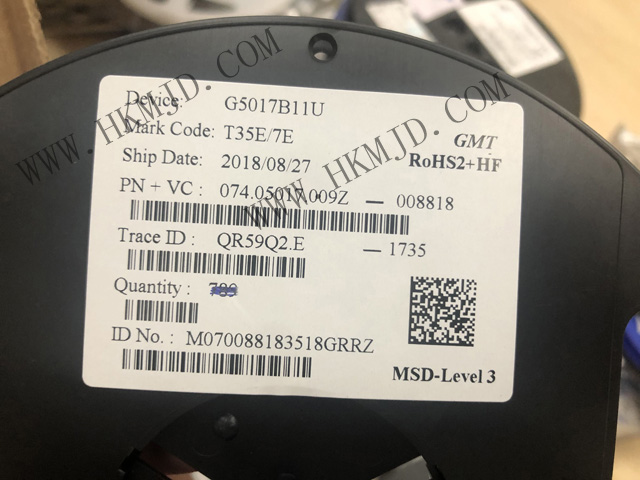 Device: G5017B11U
Mark Code: T35E/7E
GMT
Ship Date: 2018/08/27
RoHS2+HF
PN + VC : 074.05017.009Z — 008818
Trace ID : QR59Q2.E — 1735
Quantity :
ID No. : M070088183518GRRZ
MSD-Level 3
WWW.HKMJD.COM
WWW.HKMJD.COM